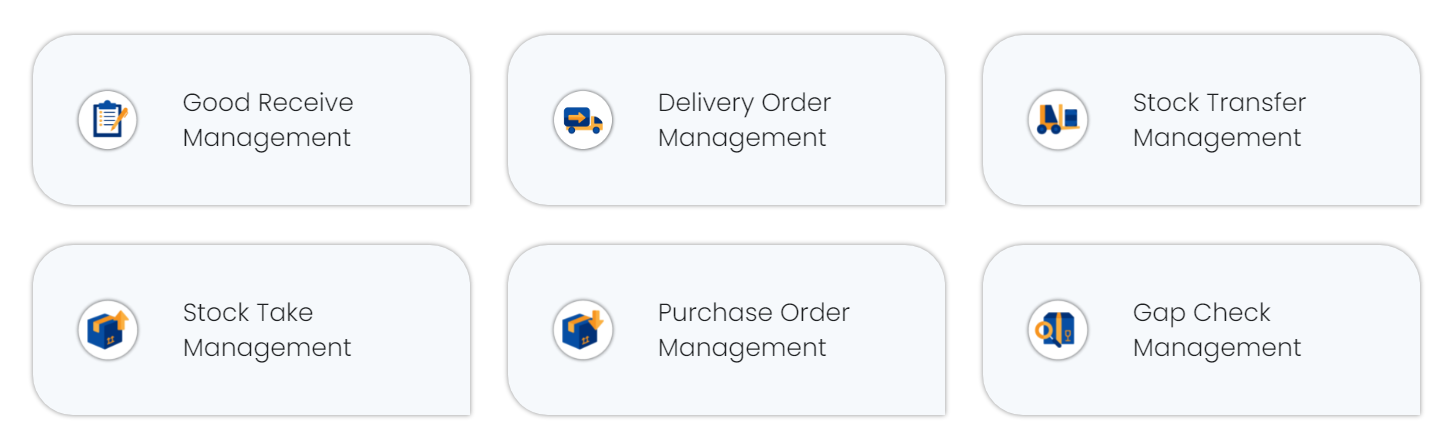 Good Receive
Management
Delivery Order
Management
Stock Transfer
Management
Stock Take
Management
Purchase Order
Management
Gap Check
Management